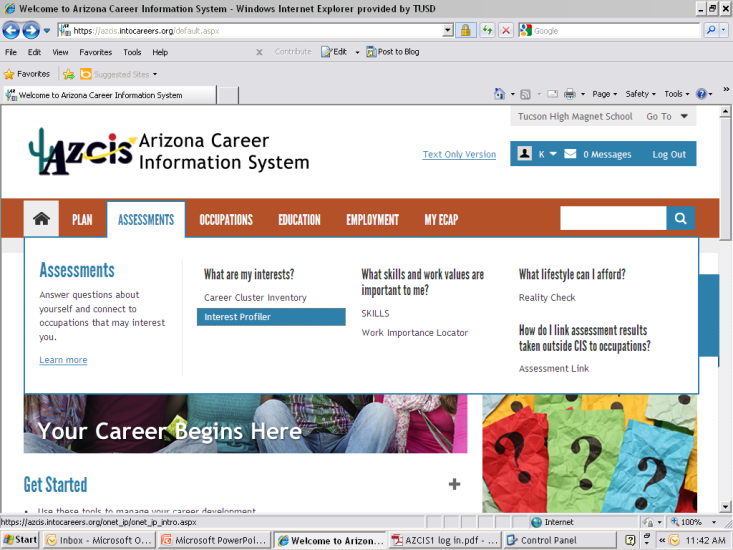 Welcome to Arizona Career Information System - Windows Internet Explorer provided by TUSD
https://azcis.intocareers.org/default.aspx
Google
File Edit View Favorites Tools Help
x Contribute Edit Post to Blog
Favorites Suggested Sites
Welcome to Arizona Career Information System
Page Safety Tools
Tucson High Magnet School Go To
AZCIS Arizona Career
Information System
Text Only Version
K 0 Messages Log Out
PLAN ASSESSMENTS OCCUPATIONS EDUCATION EMPLOYMENT MY ECAP
Assessments
Answer questions about
yourself and connect to
occupations that may interest
you.
Learn more
What are my interests?
Career Cluster Inventory
Interest Profiler
What skills and work values are
important to me?
SKILLS
Work Importance Locator
What lifestyle can I afford?
Reality Check
How do I link assessment results
taken outside CIS to occupations?
Assessment Link
Your Career Begins Here
? ? ?
Get Started
Use these tools to manage your career development
https://azcis.intocareers.org/onet_ip/onet_ip_intro.aspx
Internet
100%
Start
Inbox - Microsoft O...
Microsoft PowerPoi...
Welcome to Arizon...
AZCIS1 log in.pdf - ...
Control Panel
11:42 AM